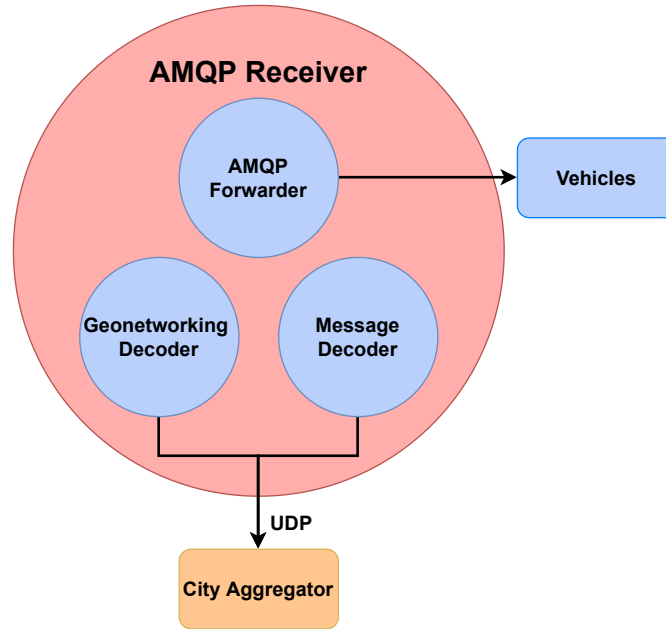 AMQP Receiver
AMQP
Forwarder
Vehicles
Geonetworking
Decoder
Message
Decoder
UDP
City Aggregator